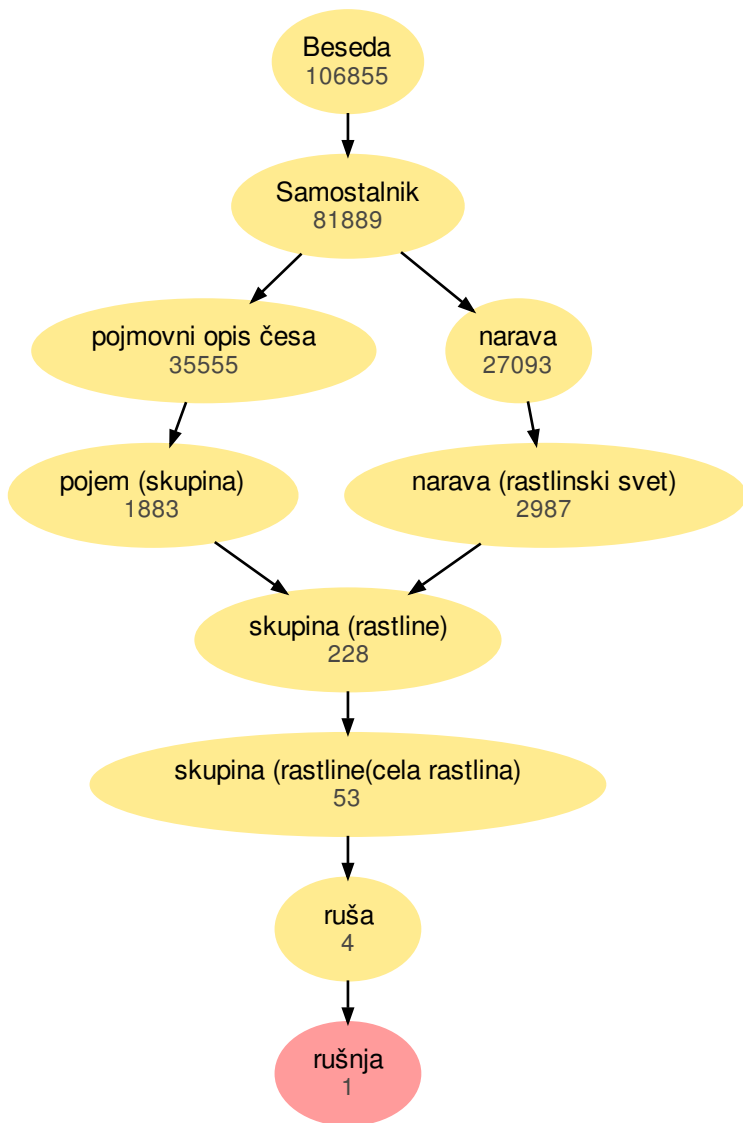 Beseda
106855
Samostalnik
81889
pojmovni opis česa
35555
narava
27093
pojem (skupina)
1883
narava (rastlinski svet)
2987
skupina (rastline)
228
skupina (rastline(cela rastlina)
53
ruša
4
rušnja
1